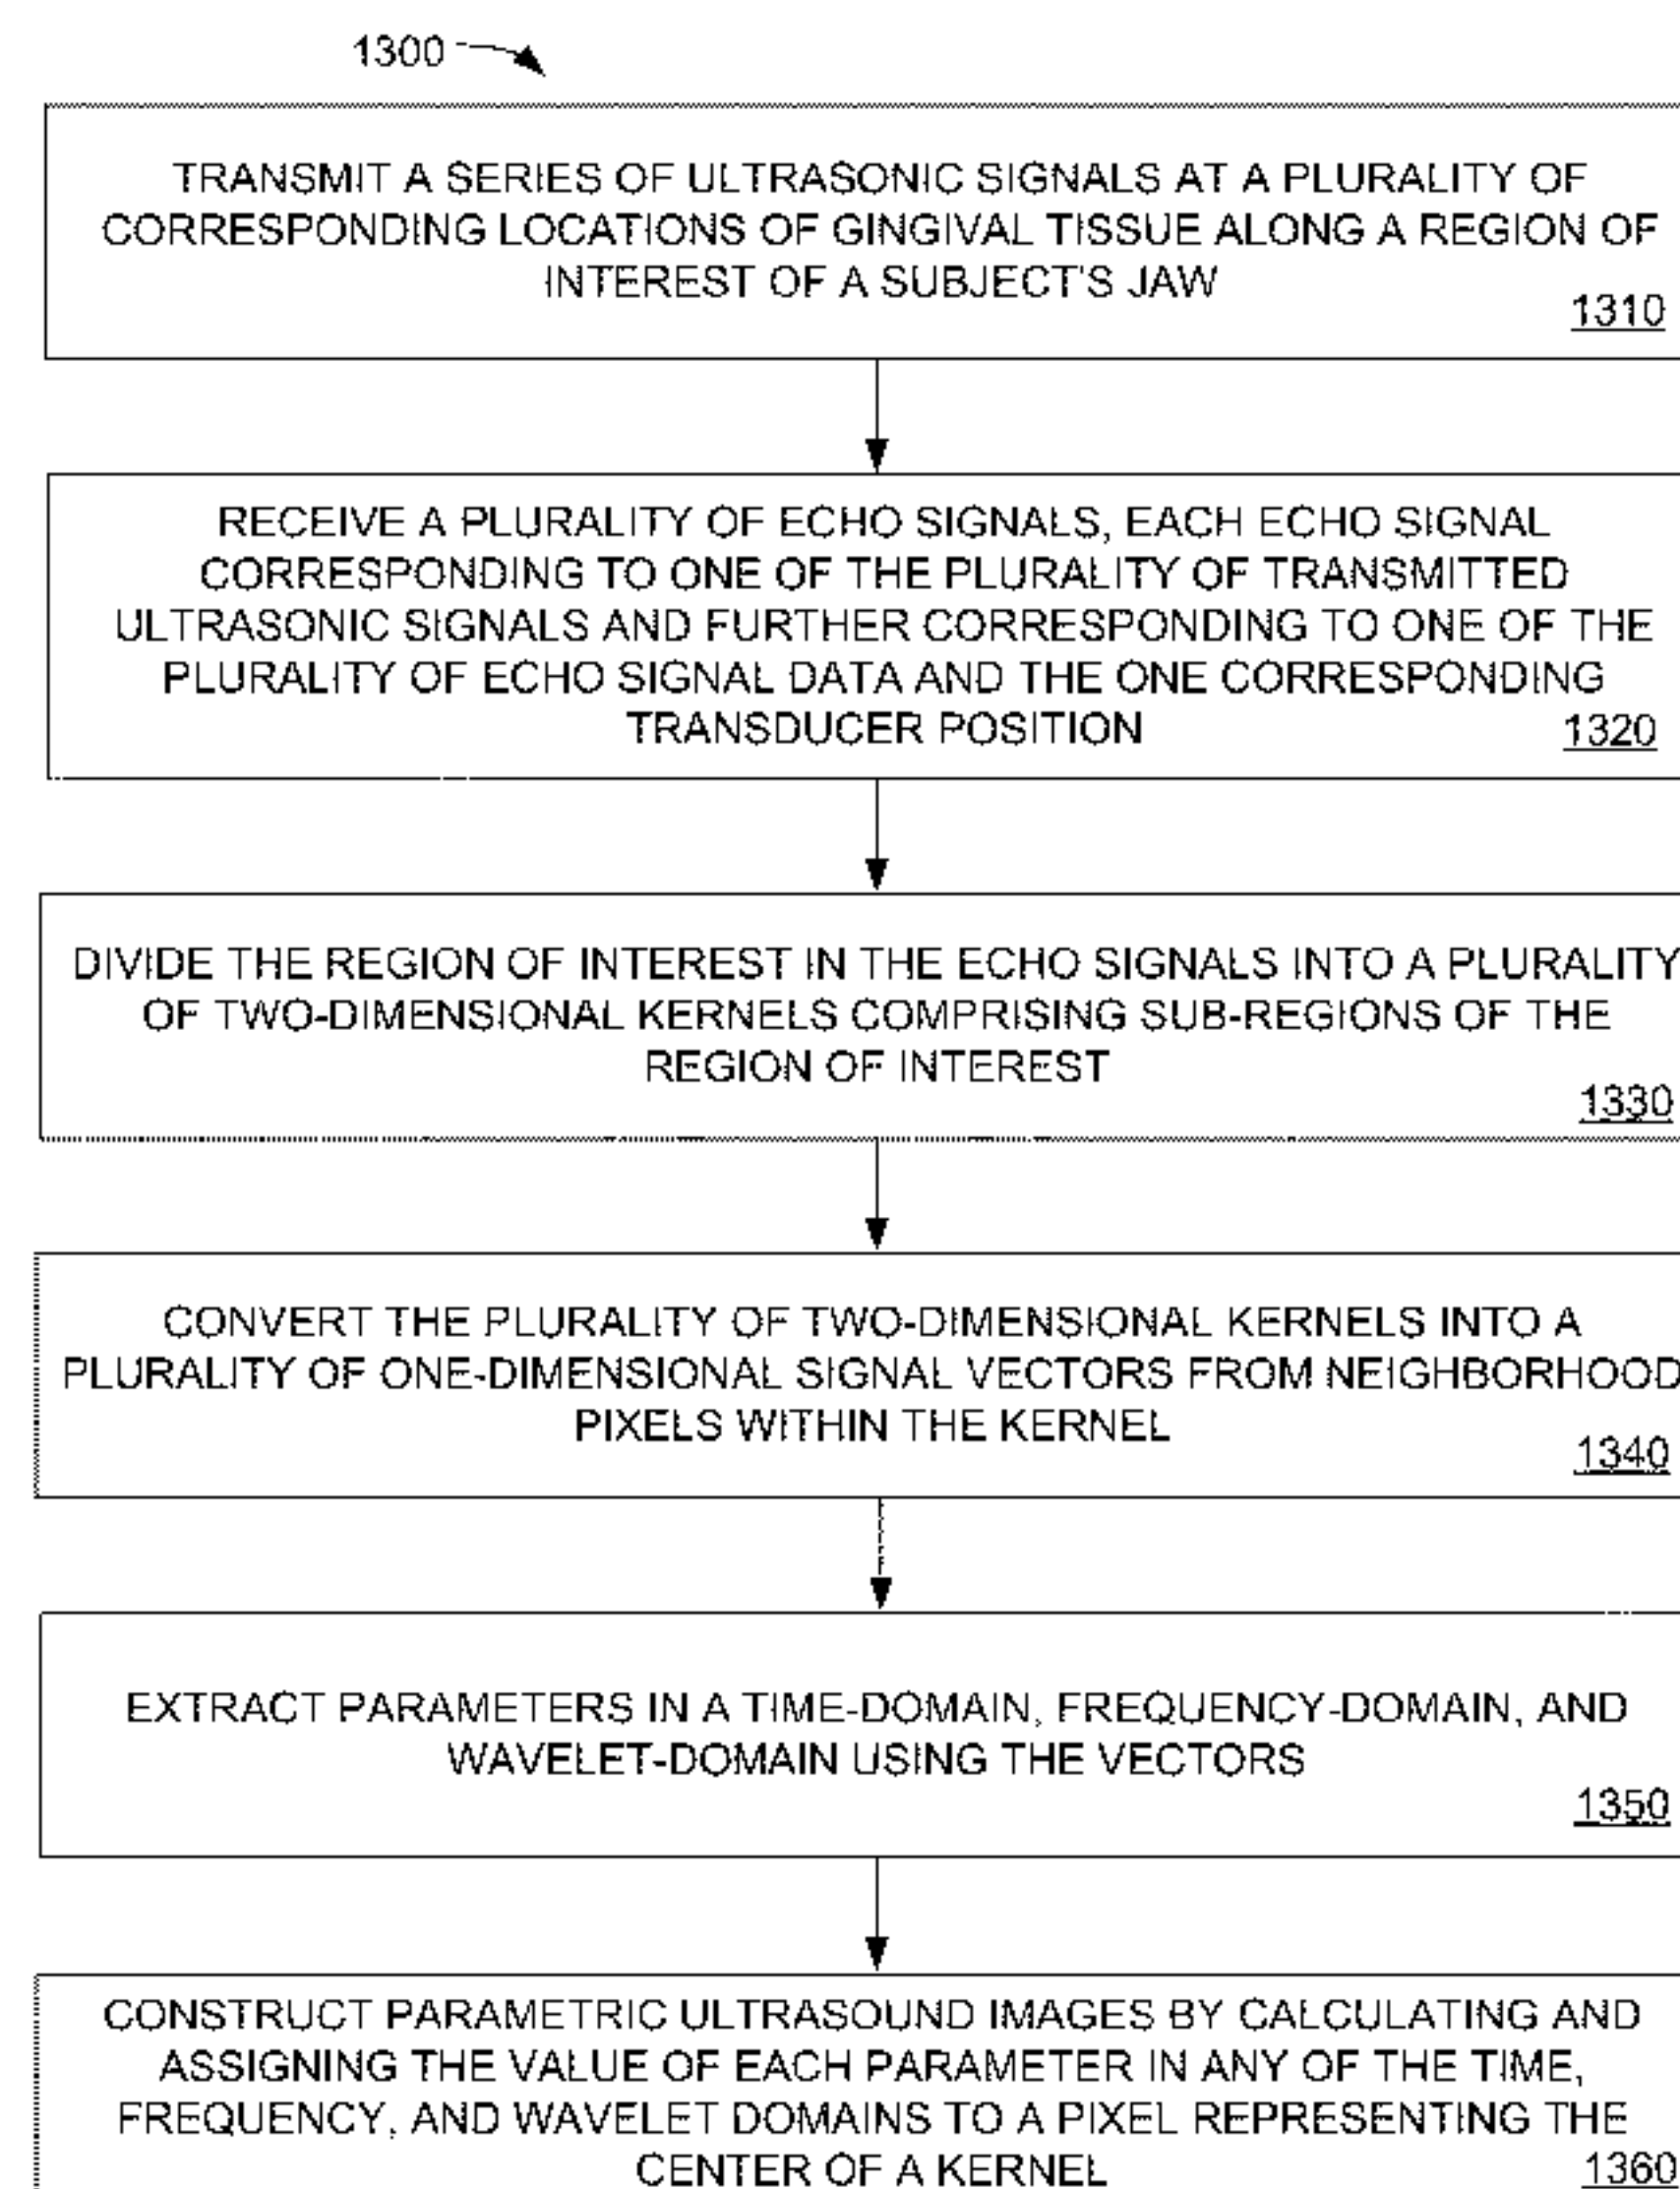 1300
TRANSMIT A SERIES OF ULTRASONIC SIGNALS AT A PLURALITY OF
CORRESPONDING LOCATIONS OF GINGIVAL TISSUE ALONG A REGION OF
INTEREST OF A SUBJECT'S JAW
1310
RECEIVE A PLURALITY OF ECHO SIGNALS, EACH ECHO SIGNAL
CORRESPONDING TO ONE OF THE PLURALITY OF TRANSMITTED
ULTRASONIC SIGNALS AND FURTHER CORRESPONDING TO ONE OF THE
PLURALITY OF ECHO SIGNAL DATA AND THE ONE CORRESPONDING
TRANSDUCER POSITION
1320
DIVIDE THE REGION OF INTEREST IN THE ECHO SIGNALS INTO A PLURALITY
OF TWO-DIMENSIONAL KERNELS COMPRISING SUB-REGIONS OF THE
REGION OF INTEREST
1330
CONVERT THE PLURALITY OF TWO-DIMENSIONAL KERNELS INTO A
PLURALITY OF ONE-DIMENSIONAL SIGNAL VECTORS FROM NEIGHBORHOOD
PIXELS WITHIN THE KERNEL
1340
EXTRACT PARAMETERS IN A TIME-DOMAIN, FREQUENCY-DOMAIN, AND
WAVELET-DOMAIN USING THE VECTORS
1350
CONSTRUCT PARAMETRIC ULTRASOUND IMAGES BY CALCULATING AND
ASSIGNING THE VALUE OF EACH PARAMETER IN ANY OF THE TIME,
FREQUENCY, AND WAVELET DOMAINS TO A PIXEL REPRESENTING THE
CENTER OF A KERNEL
1360